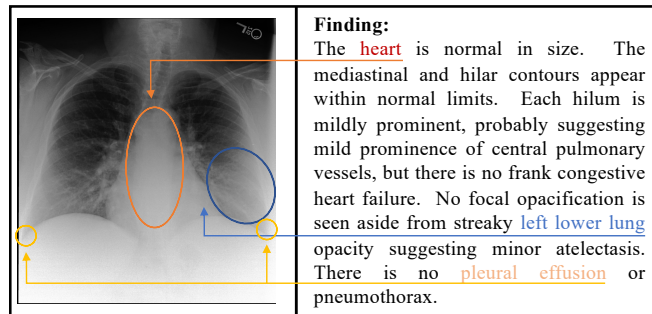 Finding:
The heart is normal in size. The
mediastinal and hilar contours appear
within normal limits. Each hilum is
mildly prominent, probably suggesting
mild prominence of central pulmonary
vessels, but there is no frank congestive
heart failure. No focal opacification is
seen aside from streaky left lower lung
opacity suggesting minor atelectasis.
There is no pleural effusion or
pneumothorax.